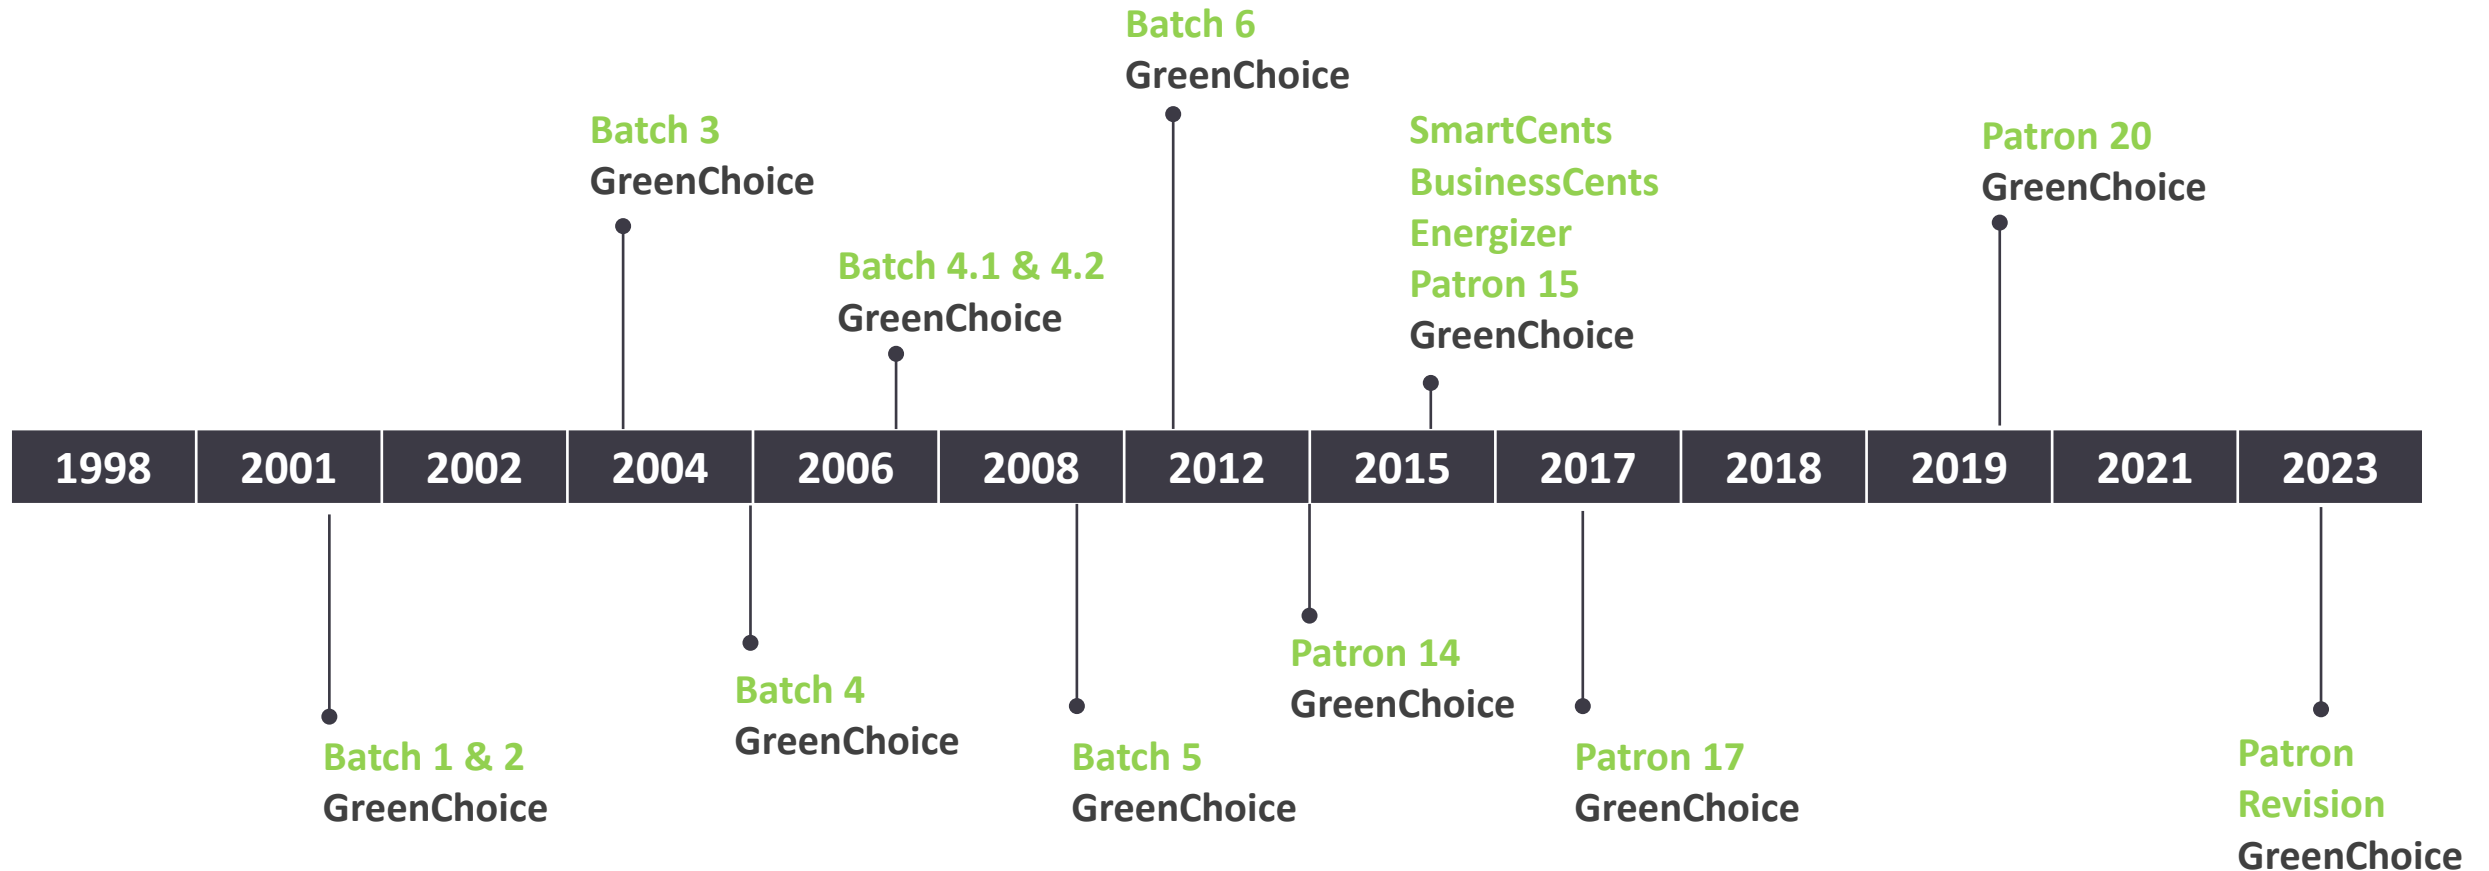 Batch 6
GreenChoice
Batch 3
GreenChoice
SmartCents
BusinessCents
Energizer
Patron 15
GreenChoice
Patron 20
GreenChoice
Batch 4.1 & 4.2
GreenChoice
1998 2001 2002 2004 2006 2008 2012 2015 2017 2018 2019 2021 2023
Batch 1 & 2
GreenChoice
Batch 4
GreenChoice
Batch 5
GreenChoice
Patron 14
GreenChoice
Patron 17
GreenChoice
Patron
Revision
GreenChoice